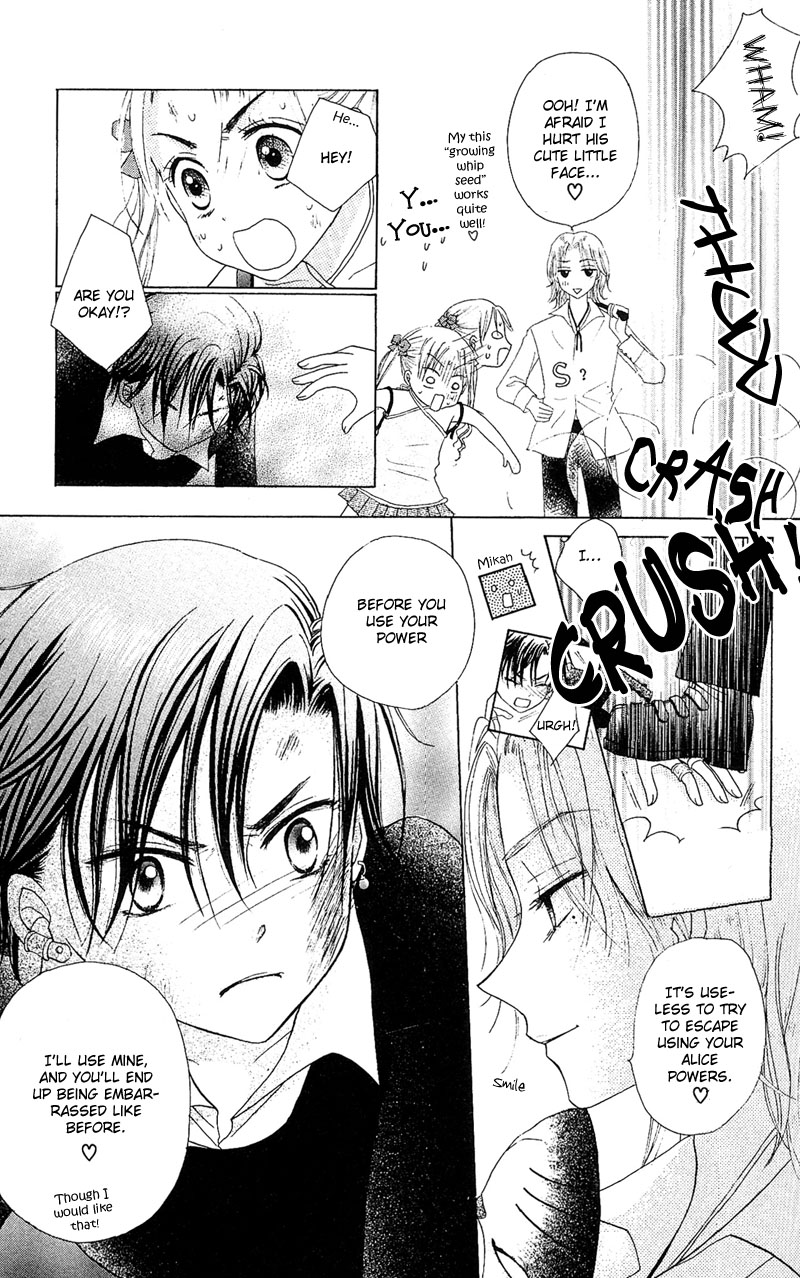 WHAM!
OOH! I'M
AFRAID I
HURT HIS
CUTE LITTLE
FACE...
♡
My this
"growing
whip
seed"
works
quite
well!
♡
Y...
YOU...
S?
THUD
CRASH
CRUSH!
He...
HEY!
ARE YOU
OKAY!?
I...
Mikan
URGH!
IT'S USE-
LESS TO TRY
TO ESCAPE
USING YOUR
ALICE
POWERS.
♡
Smile
BEFORE YOU
USE YOUR
POWER
I'LL USE MINE,
AND YOU'LL END
UP BEING EMBAR-
RASSED LIKE
BEFORE.
♡
Though I
would like
that!